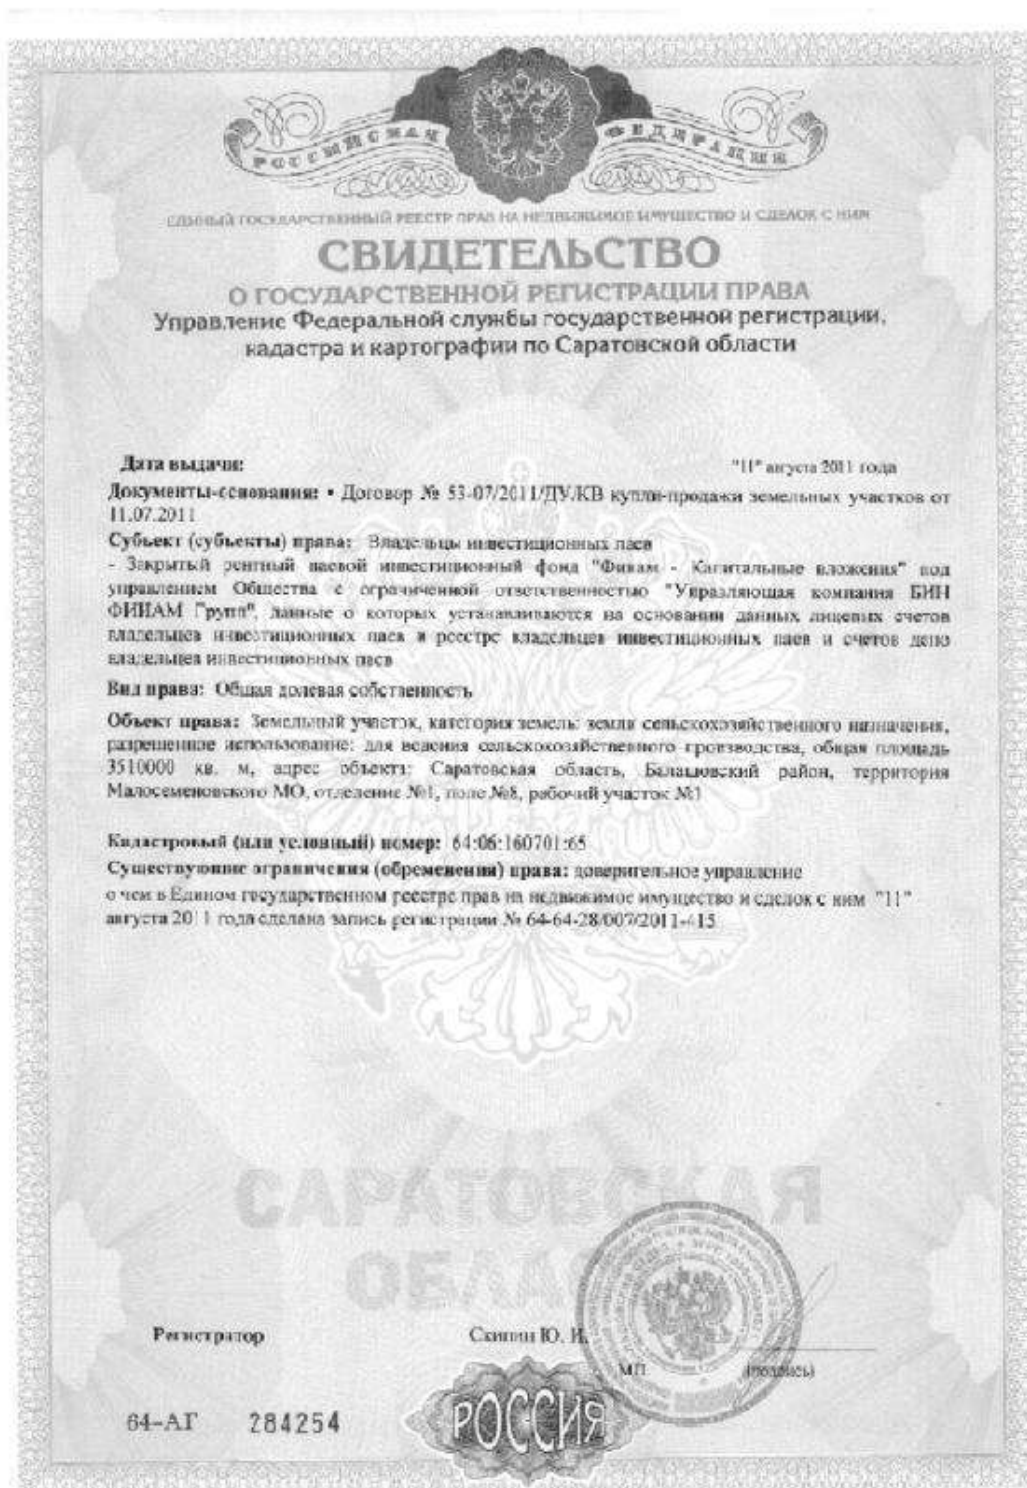 РОССИЙСКАЯ ФЕДЕРАЦИЯ
ЕДИНЫЙ ГОСУДАРСТВЕННЫЙ РЕЕСТР ПРАВ НА НЕДВИЖИМОЕ ИМУЩЕСТВО И СДЕЛОК С НИМ
СВИДЕТЕЛЬСТВО
О ГОСУДАРСТВЕННОЙ РЕГИСТРАЦИИ ПРАВА
Управление Федеральной службы государственной регистрации,
кадастра и картографии по Саратовской области
Дата выдачи: "11" августа 2011 года
Документы-основания: • Договор № 53-07/2011/ДУ.КВ купли-продажи земельных участков от
11.07.2011
Субъект (субъекты) права: Владельцы инвестиционных паев
- Закрытый рентный паевой инвестиционный фонд "Финам - Капитальные вложения" под
управлением Общества с ограниченной ответственностью "Управляющая компания БИН
ФИНАМ Групп", данные о которых устанавливаются на основании данных лицевых счетов
владельцев инвестиционных паев в реестре владельцев инвестиционных паев и счетов депо
владельцев инвестиционных паев
Вид права: Общая долевая собственность
Объект права: Земельный участок, категория земель: земли сельскохозяйственного назначения,
разрешенное использование: для ведения сельскохозяйственного производства, общая площадь
3510000 кв. м, адрес объекта: Саратовская область, Балашовский район, территория
Малосеменовского МО, отделение №1, поле №8, рабочий участок №1
Кадастровый (или условный) номер: 64:06:160701:65
Существующие ограничения (обременения) права: доверительное управление
о чем в Едином государственном реестре прав на недвижимое имущество и сделок с ним "11"
августа 2011 года сделана запись регистрации № 64-64-28/007/2011-415
САРАТОВСКАЯ
ОБЛАСТЬ
Регистратор Скипин Ю. И.
МП (подпись)
64-АГ 284254
РОССИЯ